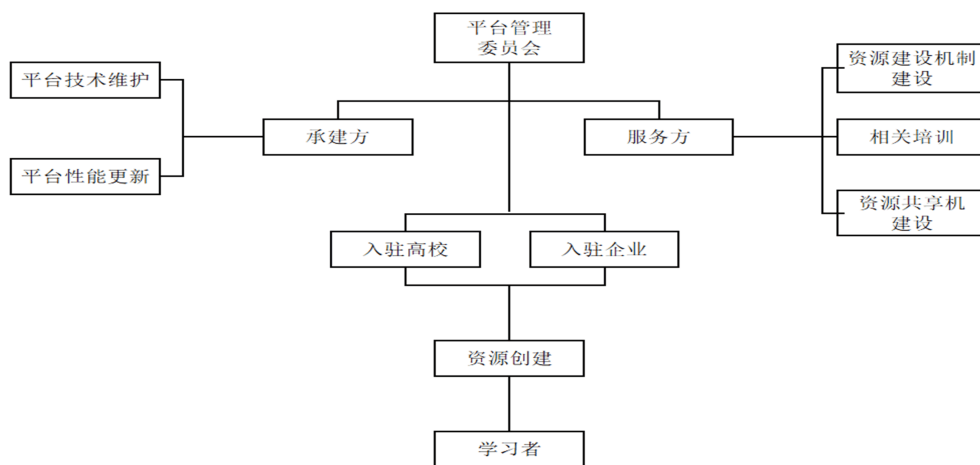 平台管理
委员会
平台技术维护
资源建设机制
建设
承建方
服务方
相关培训
平台性能更新
资源共享机
建设
入驻高校
入驻企业
资源创建
学习者